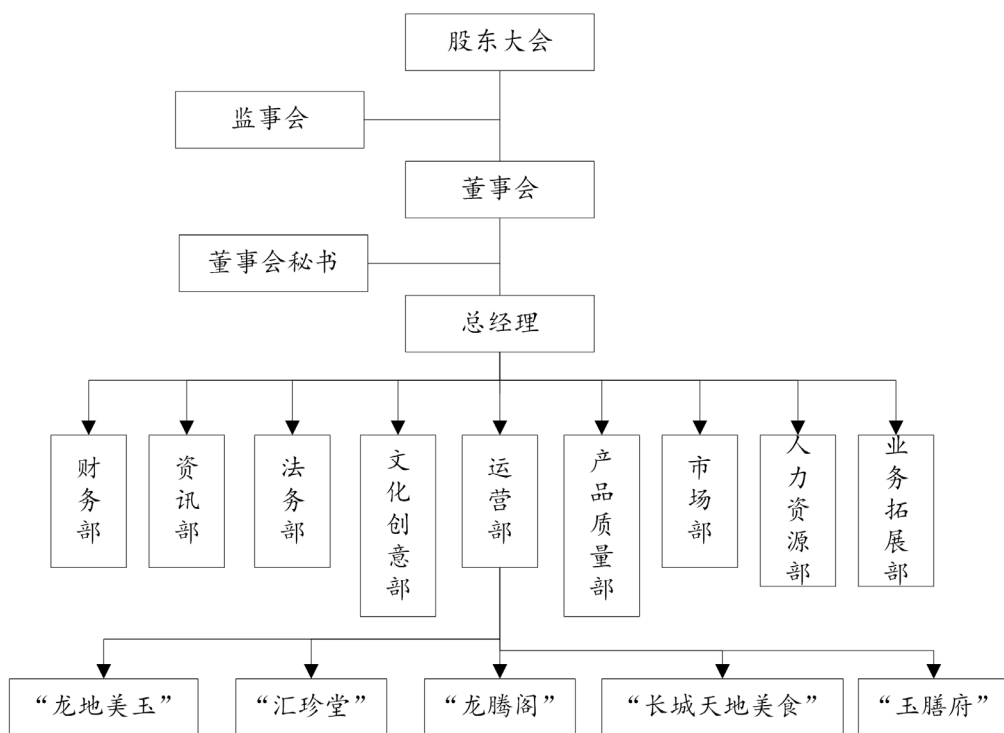 股东大会
监事会
董事会
董事会秘书
总经理
财务部
资讯部
法务部
文化创意部
运营部
产品质量部
市场部
人力资源部
业务拓展部
“龙地美玉”
“汇珍堂”
“龙腾阁”
“长城天地美食”
“玉膳府”